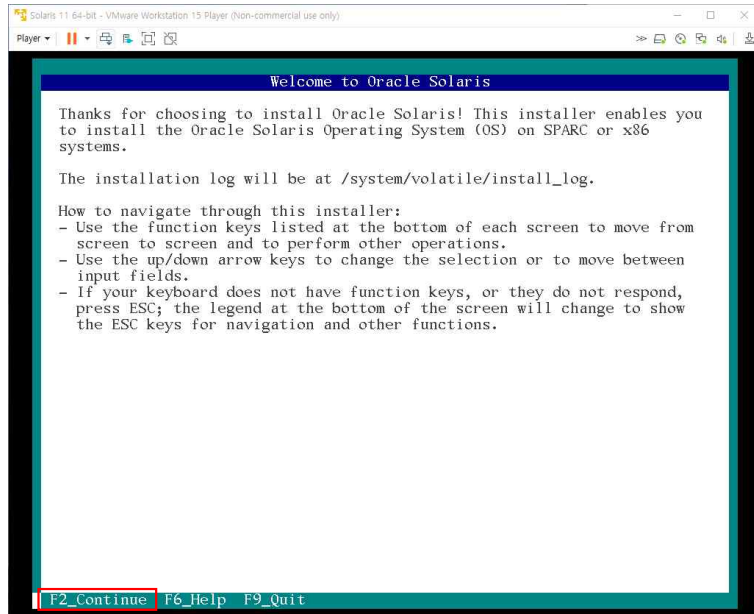 Solaris 11 64-bit - VMware Workstation 15 Player (Non-commercial use only)
Player
Welcome to Oracle Solaris
Thanks for choosing to install Oracle Solaris! This installer enables you
to install the Oracle Solaris Operating System (OS) on SPARC or x86
systems.
The installation log will be at /system/volatile/install_log.
How to navigate through this installer:
- Use the function keys listed at the bottom of each screen to move from
screen to screen and to perform other operations.
- Use the up/down arrow keys to change the selection or to move between
input fields.
- If your keyboard does not have function keys, or they do not respond,
press ESC; the legend at the bottom of the screen will change to show
the ESC keys for navigation and other functions.
F2_Continue F6_Help F9_Quit